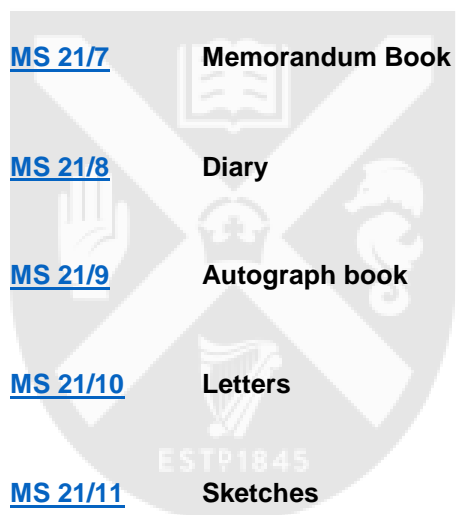 MS 21/7 Memorandum Book
MS 21/8 Diary
MS 21/9 Autograph book
MS 21/10 Letters
ESTD1845
MS 21/11 Sketches